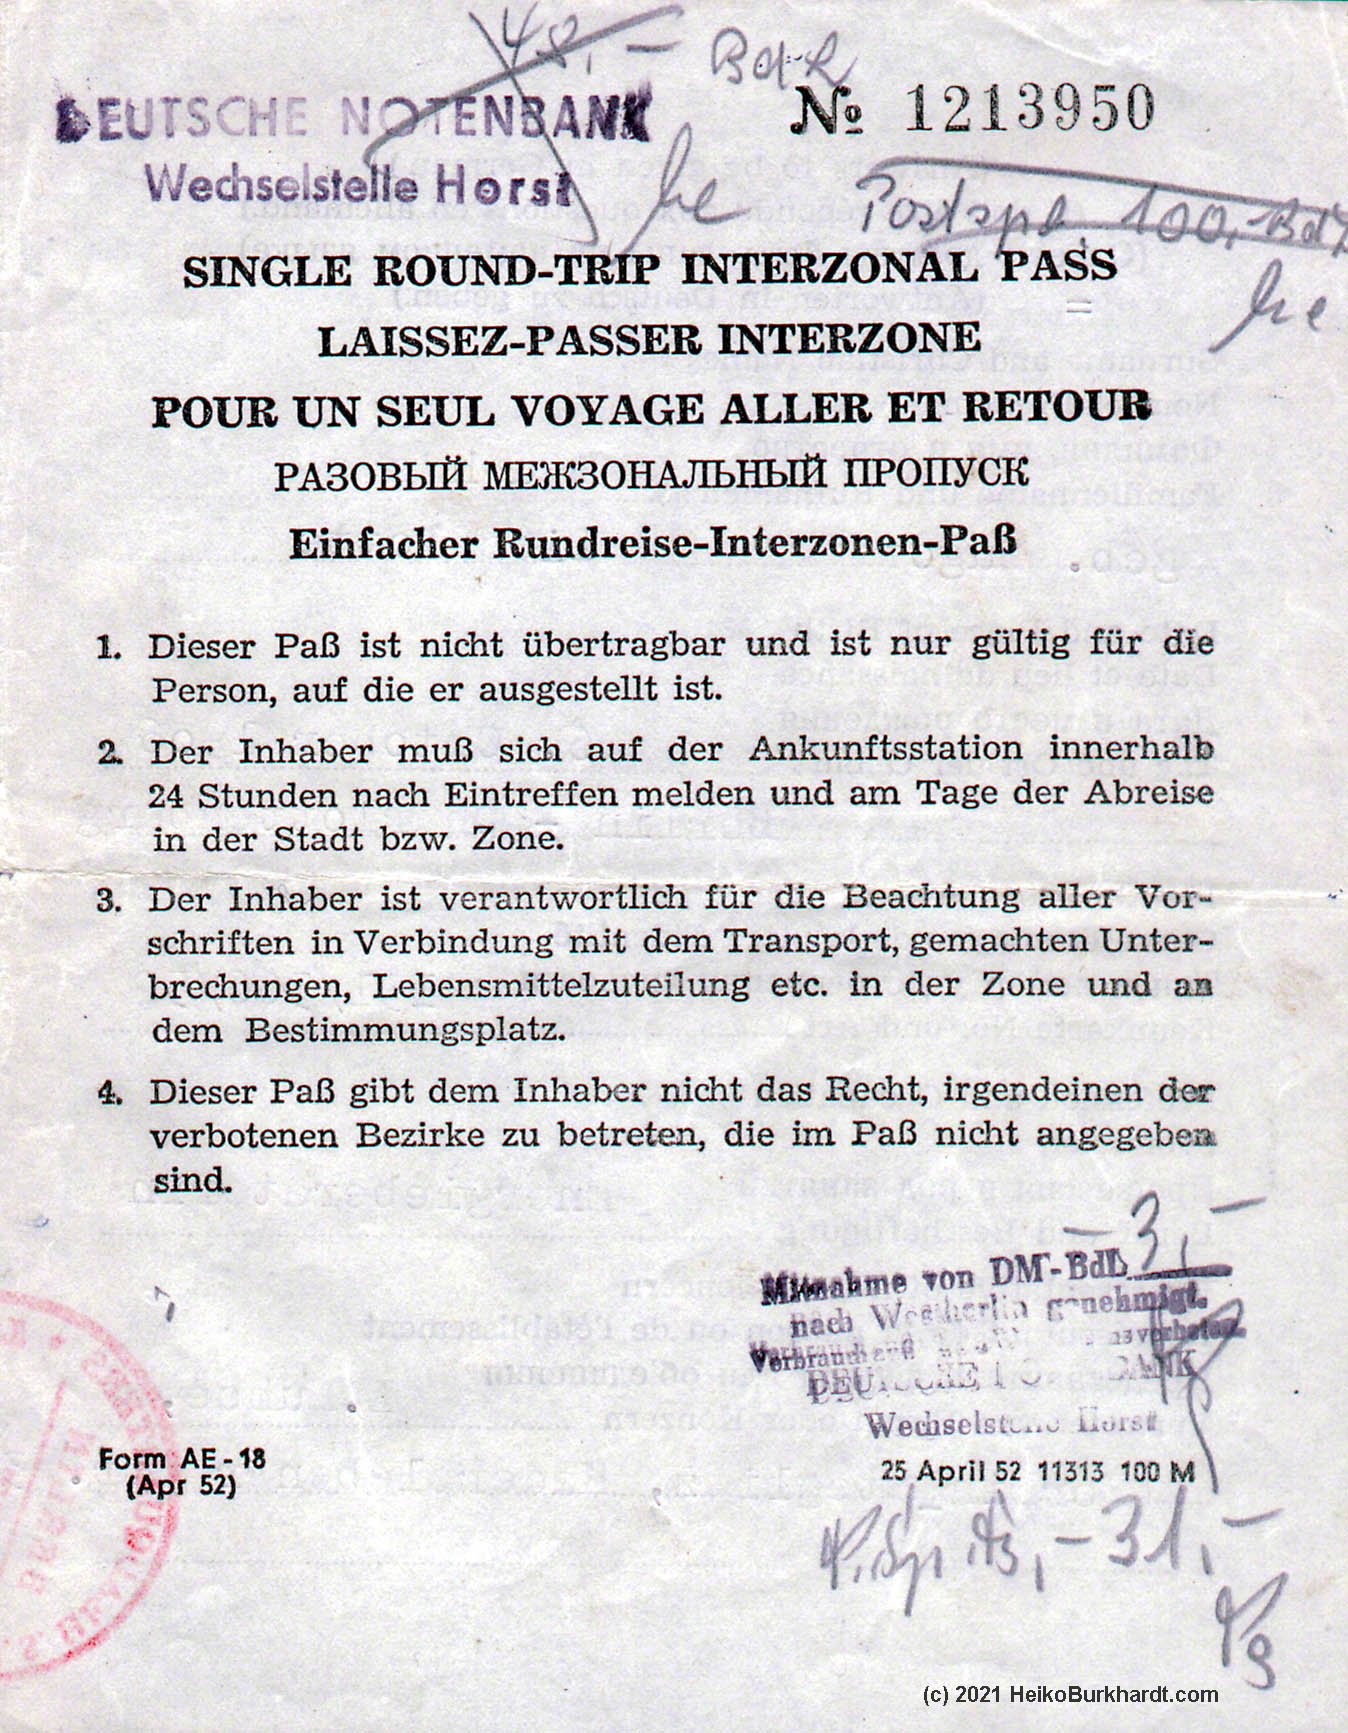 48,- BdL
DEUTSCHE NOTENBANK
Wechselstelle Horst
№ 1213950
Postspb. 100,-
SINGLE ROUND-TRIP INTERZONAL PASS
LAISSEZ-PASSER INTERZONE
POUR UN SEUL VOYAGE ALLER ET RETOUR
РАЗОВЫЙ МЕЖЗОНАЛЬНЫЙ ПРОПУСК
Einfacher Rundreise-Interzonen-Paß
1. Dieser Paß ist nicht übertragbar und ist nur gültig für die
Person, auf die er ausgestellt ist.
2. Der Inhaber muß sich auf der Ankunftsstation innerhalb
24 Stunden nach Eintreffen melden und am Tage der Abreise
in der Stadt bzw. Zone.
3. Der Inhaber ist verantwortlich für die Beachtung aller Vor-
schriften in Verbindung mit dem Transport, gemachten Unter-
brechungen, Lebensmittelzuteilung etc. in der Zone und an
dem Bestimmungsplatz.
4. Dieser Paß gibt dem Inhaber nicht das Recht, irgendeinen der
verbotenen Bezirke zu betreten, die im Paß nicht angegeben
sind.
Mitnahme von DM-BdL -3,-
nach Westberlin genehmigt.
DEUTSCHE NOTENBANK
Wechselstelle Horst
Form AE-18
(Apr 52)
25 April 52 11313 100 M
-31,-
(c) 2021 HeikoBurkhardt.com